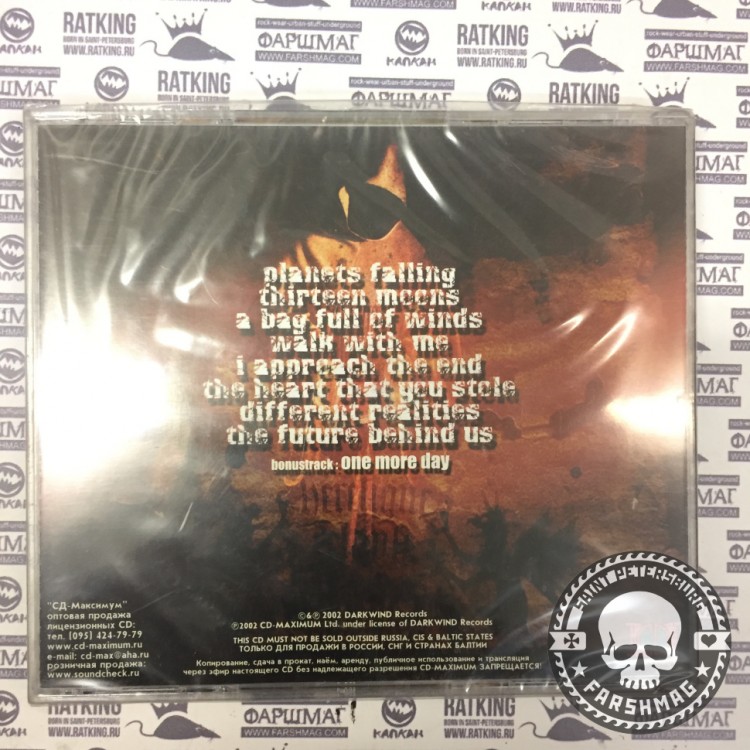 planets falling
thirteen moons
a bag full of winds
walk with me
i approach the end
the heart that you stole
different realities
the future behind us
bonustrack : one more day
©&℗ 2002 DARKWIND Records
℗2002 CD-MAXIMUM Ltd. under license of DARKWIND Records
THIS CD MUST NOT BE SOLD OUTSIDE RUSSIA, CIS & BALTIC STATES
ТОЛЬКО ДЛЯ ПРОДАЖИ В РОССИИ, СНГ И СТРАНАХ БАЛТИИ
Копирование, сдача в прокат, наём, аренду, публичное использование и трансляция
через эфир настоящего CD без надлежащего разрешения CD-MAXIMUM ЗАПРЕЩАЕТСЯ!
"СД-Максимум"
оптовая продажа
лицензионных CD:
тел. (095) 424-79-79
www.cd-maximum.ru
e-mail: cd-max@aha.ru
розничная продажа:
www.soundcheck.ru
SAINT PETERSBURG
FARSHMAG
RATKING
BORN IN SAINT-PETERSBURG
WWW.RATKING.RU
rock-wear-urban-stuff-underground
ФАРШМАГ
WWW.FARSHMAG.COM
КАПКАН